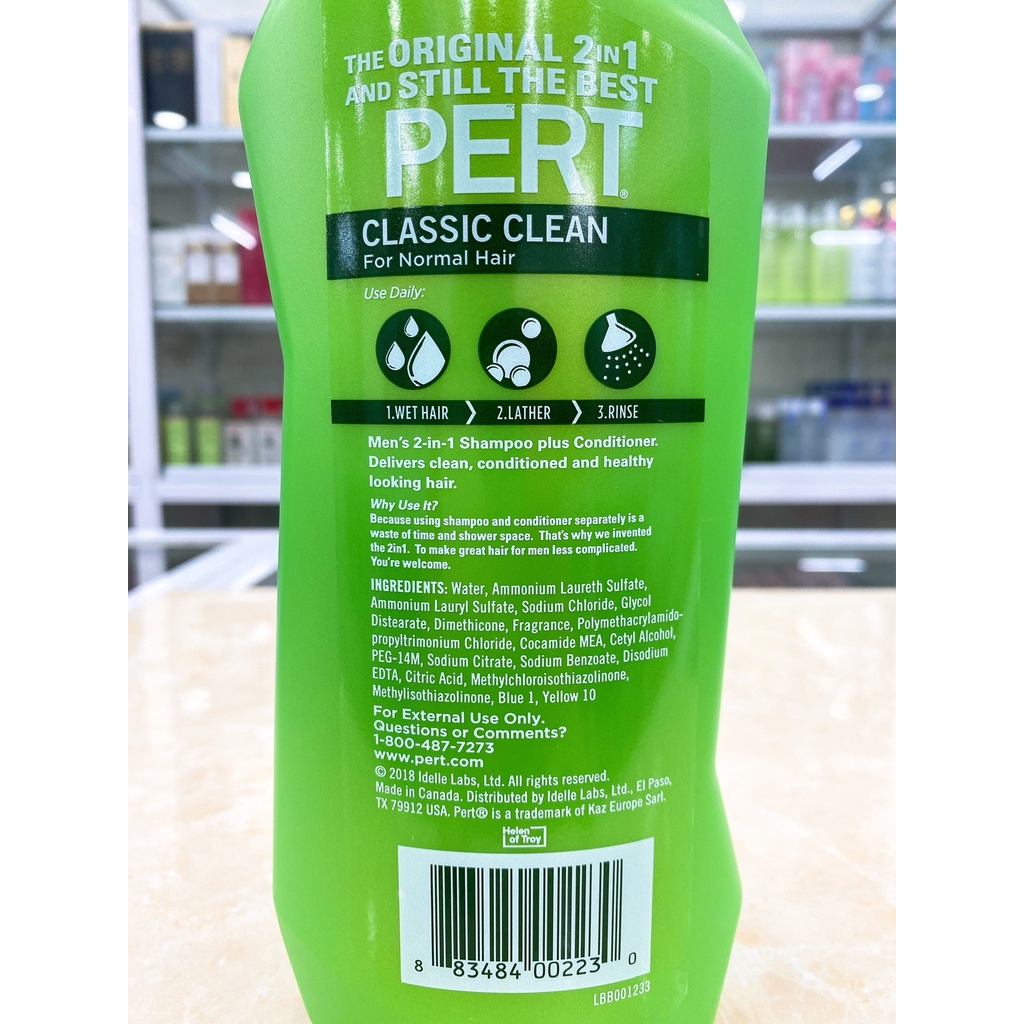 THE ORIGINAL 2IN1
AND STILL THE BEST
PERT®
CLASSIC CLEAN
For Normal Hair
Use Daily:
1.WET HAIR
2.LATHER
3.RINSE
Men's 2-in-1 Shampoo plus Conditioner.
Delivers clean, conditioned and healthy
looking hair.
Why Use It?
Because using shampoo and conditioner separately is a
waste of time and shower space. That's why we invented
the 2in1. To make great hair for men less complicated.
You're welcome.
INGREDIENTS: Water, Ammonium Laureth Sulfate,
Ammonium Lauryl Sulfate, Sodium Chloride, Glycol
Distearate, Dimethicone, Fragrance, Polymethacrylamido-
propyltrimonium Chloride, Cocamide MEA, Cetyl Alcohol,
PEG-14M, Sodium Citrate, Sodium Benzoate, Disodium
EDTA, Citric Acid, Methylchloroisothiazolinone,
Methylisothiazolinone, Blue 1, Yellow 10
For External Use Only.
Questions or Comments?
1-800-487-7273
www.pert.com
© 2018 Idelle Labs, Ltd. All rights reserved.
Made in Canada. Distributed by Idelle Labs, Ltd., El Paso,
TX 79912 USA. Pert® is a trademark of Kaz Europe Sarl.
Helen
of Troy
8 83484 00223 0
LBB001233